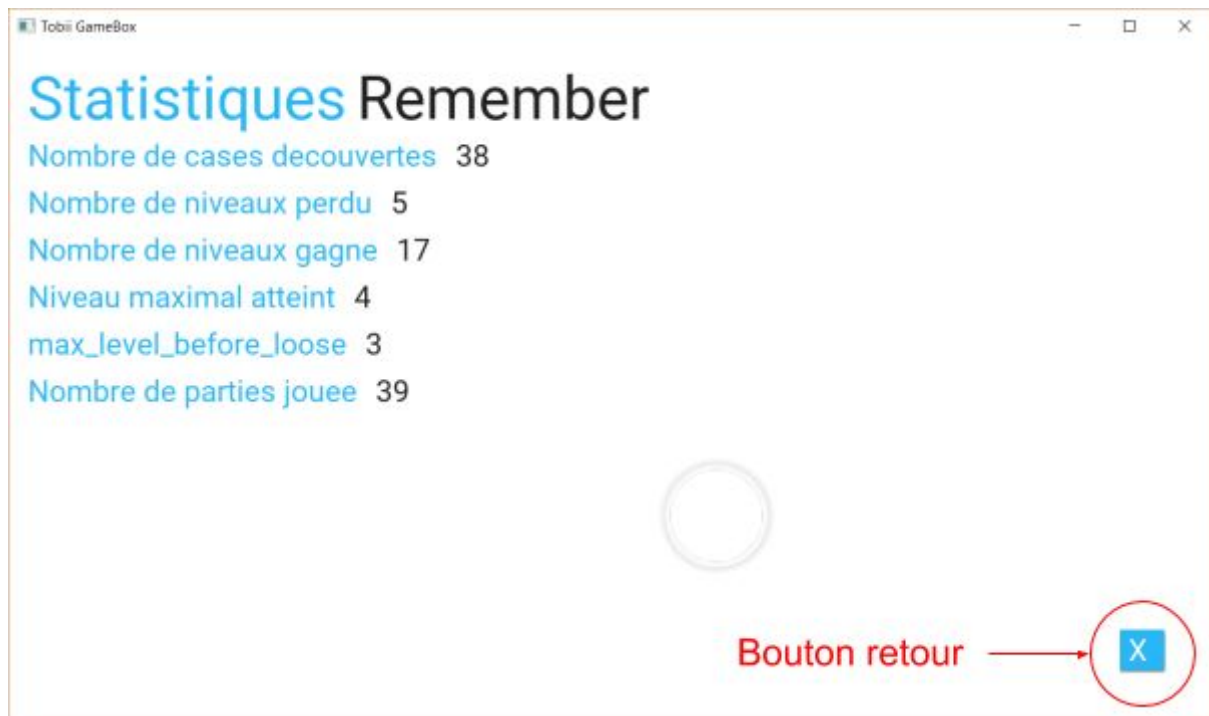 Tobii GameBox
Statistiques Remember
Nombre de cases decouvertes 38
Nombre de niveaux perdu 5
Nombre de niveaux gagne 17
Niveau maximal atteint 4
max_level_before_loose 3
Nombre de parties jouee 39
Bouton retour X